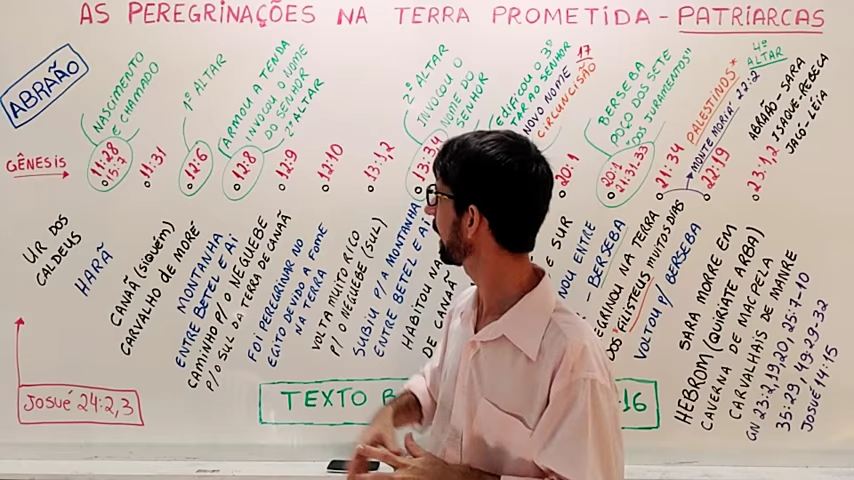 AS PEREGRINAÇÕES NA TERRA PROMETIDA - PATRIARCAS
ABRAÃO
NASCIMENTO
E CHAMADO
1º ALTAR
ARMOU A TENDA
INVOCOU O NOME
DO SENHOR
2º ALTAR
2º ALTAR
INVOCOU O
NOME DO
SENHOR
EDIFICOU O 3º
TAR AO SENHOR
NOVO NOME
17
CIRCUNCISÃO
BERSEBA
POÇO DOS SETE
DOS JURAMENTOS"
PALESTINOS*
"MONTE MORIÁ" 22:2
4º
ALTAR
ABRAÃO - SARA
ISAQUE - REBECA
JACÓ - LÉIA
GÊNESIS
11:28
15:7
11:31
12:6
12:8
12:9
12:10
13:1,2
13:3,4
20:1
20:1
21:31,33
21:34
22:19
23:1,2
UR DOS
CALDEUS
HARÃ
CANAÃ (SIQUÉM)
CARVALHO DE MORÉ
MONTANHA
ENTRE BETEL E AI
CAMINHO P/ O NEGUEBE
P/O SUL DA TERRA DE CANAÃ
FOI PEREGRINAR NO
EGITO DEVIDO A FOME
NA TERRA
VOLTA MUITO RICO
P/ O NEGUEBE (SUL)
SUBIU P/A MONTANHA
ENTRE BETEL E AI
HABITOU NA
DE CANAÃ
E SUR
NOU ENTRE
- BERSEBA
EGRINOU NA TERRA
DOS "FILISTEUS MUITOS DIAS
VOLTOU P/ BERSEBA
SARA MORRE EM
HEBROM (QUIRIATE ARBA)
CAVERNA DE MACPELA
CARVALHAIS DE MANRE
GN 23:2,19,20, 25:7-10
35:29, 49:29-32
JOSUÉ 14:15
JOSUÉ 24:2,3
TEXTO B
16